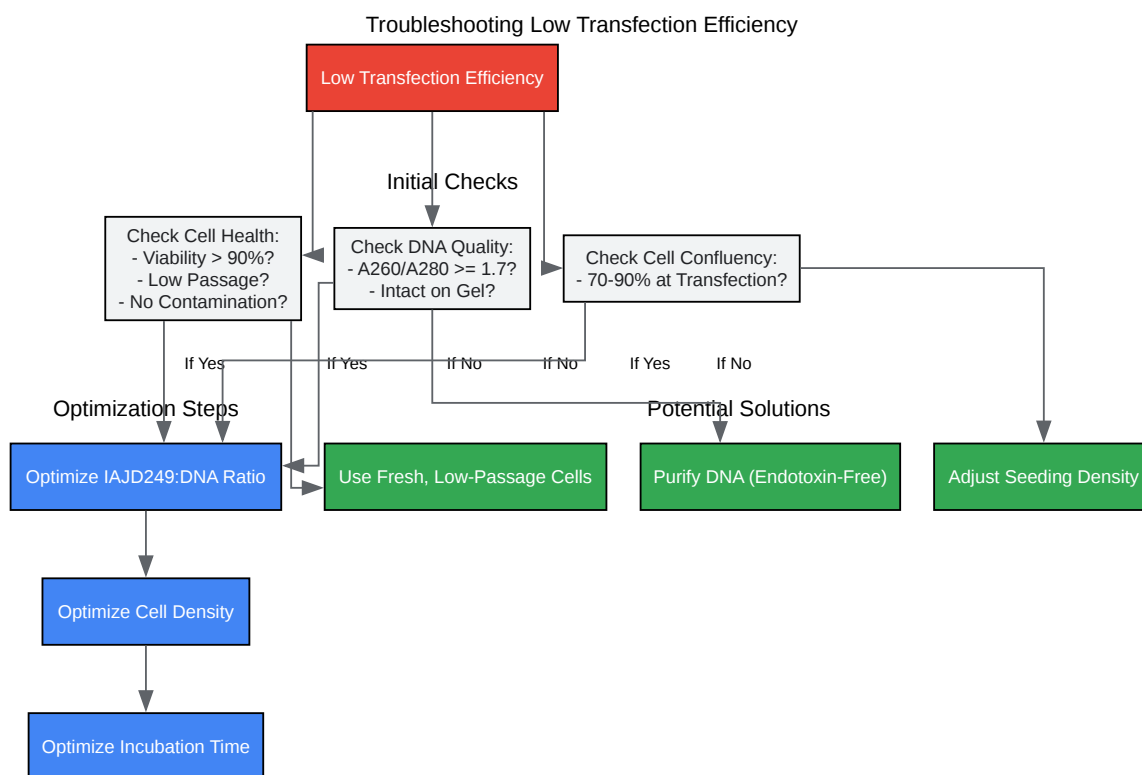 Troubleshooting Low Transfection Efficiency
Low Transfection Efficiency
Initial Checks
Check Cell Health:
- Viability > 90%?
- Low Passage?
- No Contamination?
Check DNA Quality:
- A260/A280 >= 1.7?
- Intact on Gel?
Check Cell Confluency:
- 70-90% at Transfection?
If Yes
If Yes
If No
If No
If Yes
If No
Optimization Steps
Potential Solutions
Optimize IAJD249:DNA Ratio
Use Fresh, Low-Passage Cells
Purify DNA (Endotoxin-Free)
Adjust Seeding Density
Optimize Cell Density
Optimize Incubation Time